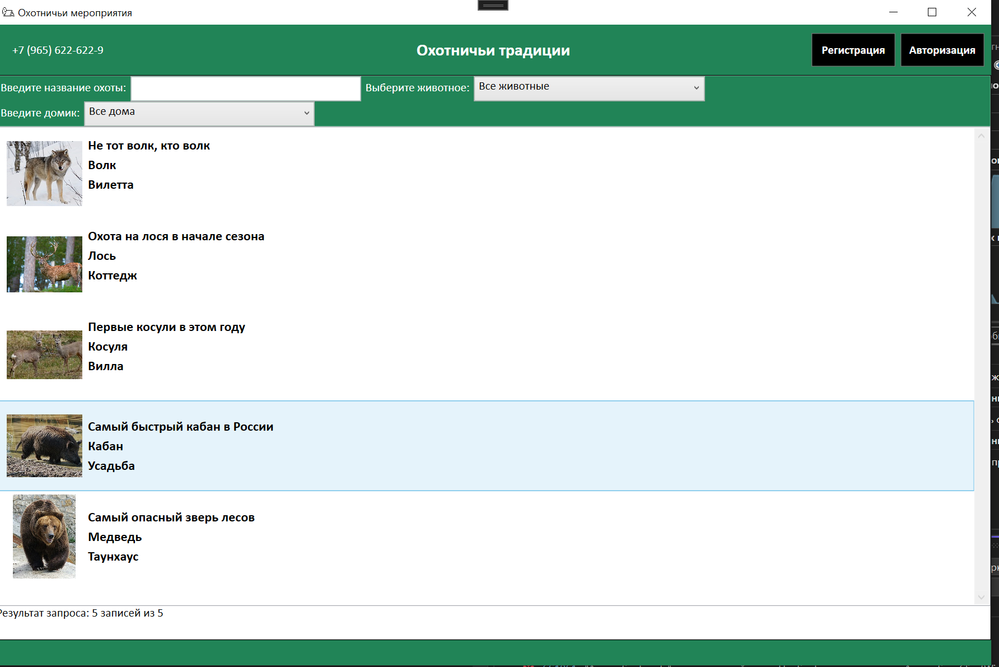 Охотничьи мероприятия
+7 (965) 622-622-9
Охотничьи традиции
Регистрация
Авторизация
Введите название охоты:
Выберите животное:
Все животные
Введите домик:
Все дома
Не тот волк, кто волк
Волк
Вилетта
Охота на лося в начале сезона
Лось
Коттедж
Первые косули в этом году
Косуля
Вилла
Самый быстрый кабан в России
Кабан
Усадьба
Самый опасный зверь лесов
Медведь
Таунхаус
Результат запроса: 5 записей из 5